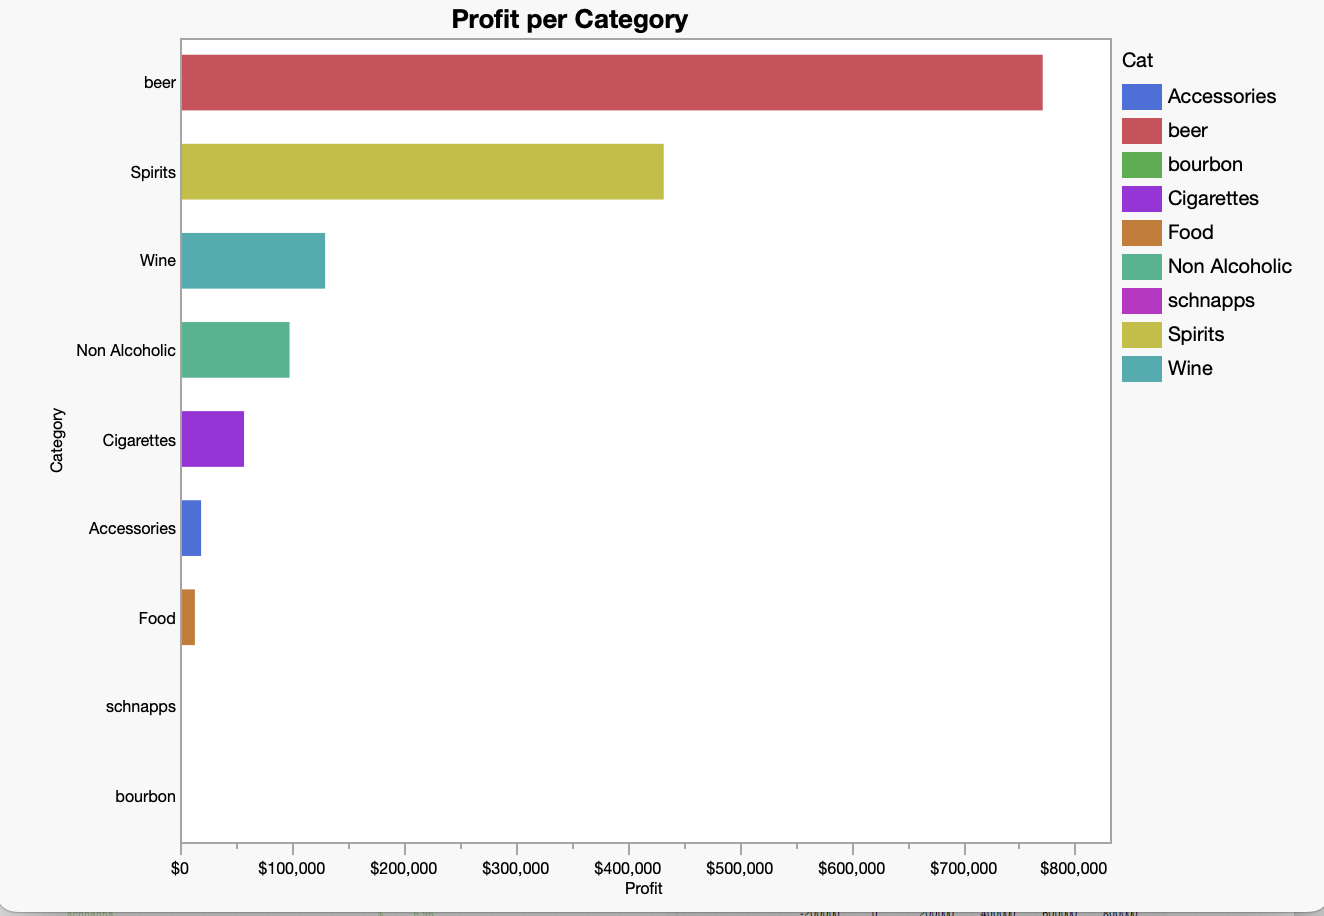 Profit per Category
beer
Spirits
Wine
Non Alcoholic
Cigarettes
Accessories
Food
schnapps
bourbon
Category
$0 $100,000 $200,000 $300,000 $400,000 $500,000 $600,000 $700,000 $800,000
Profit
Cat
Accessories
beer
bourbon
Cigarettes
Food
Non Alcoholic
schnapps
Spirits
Wine